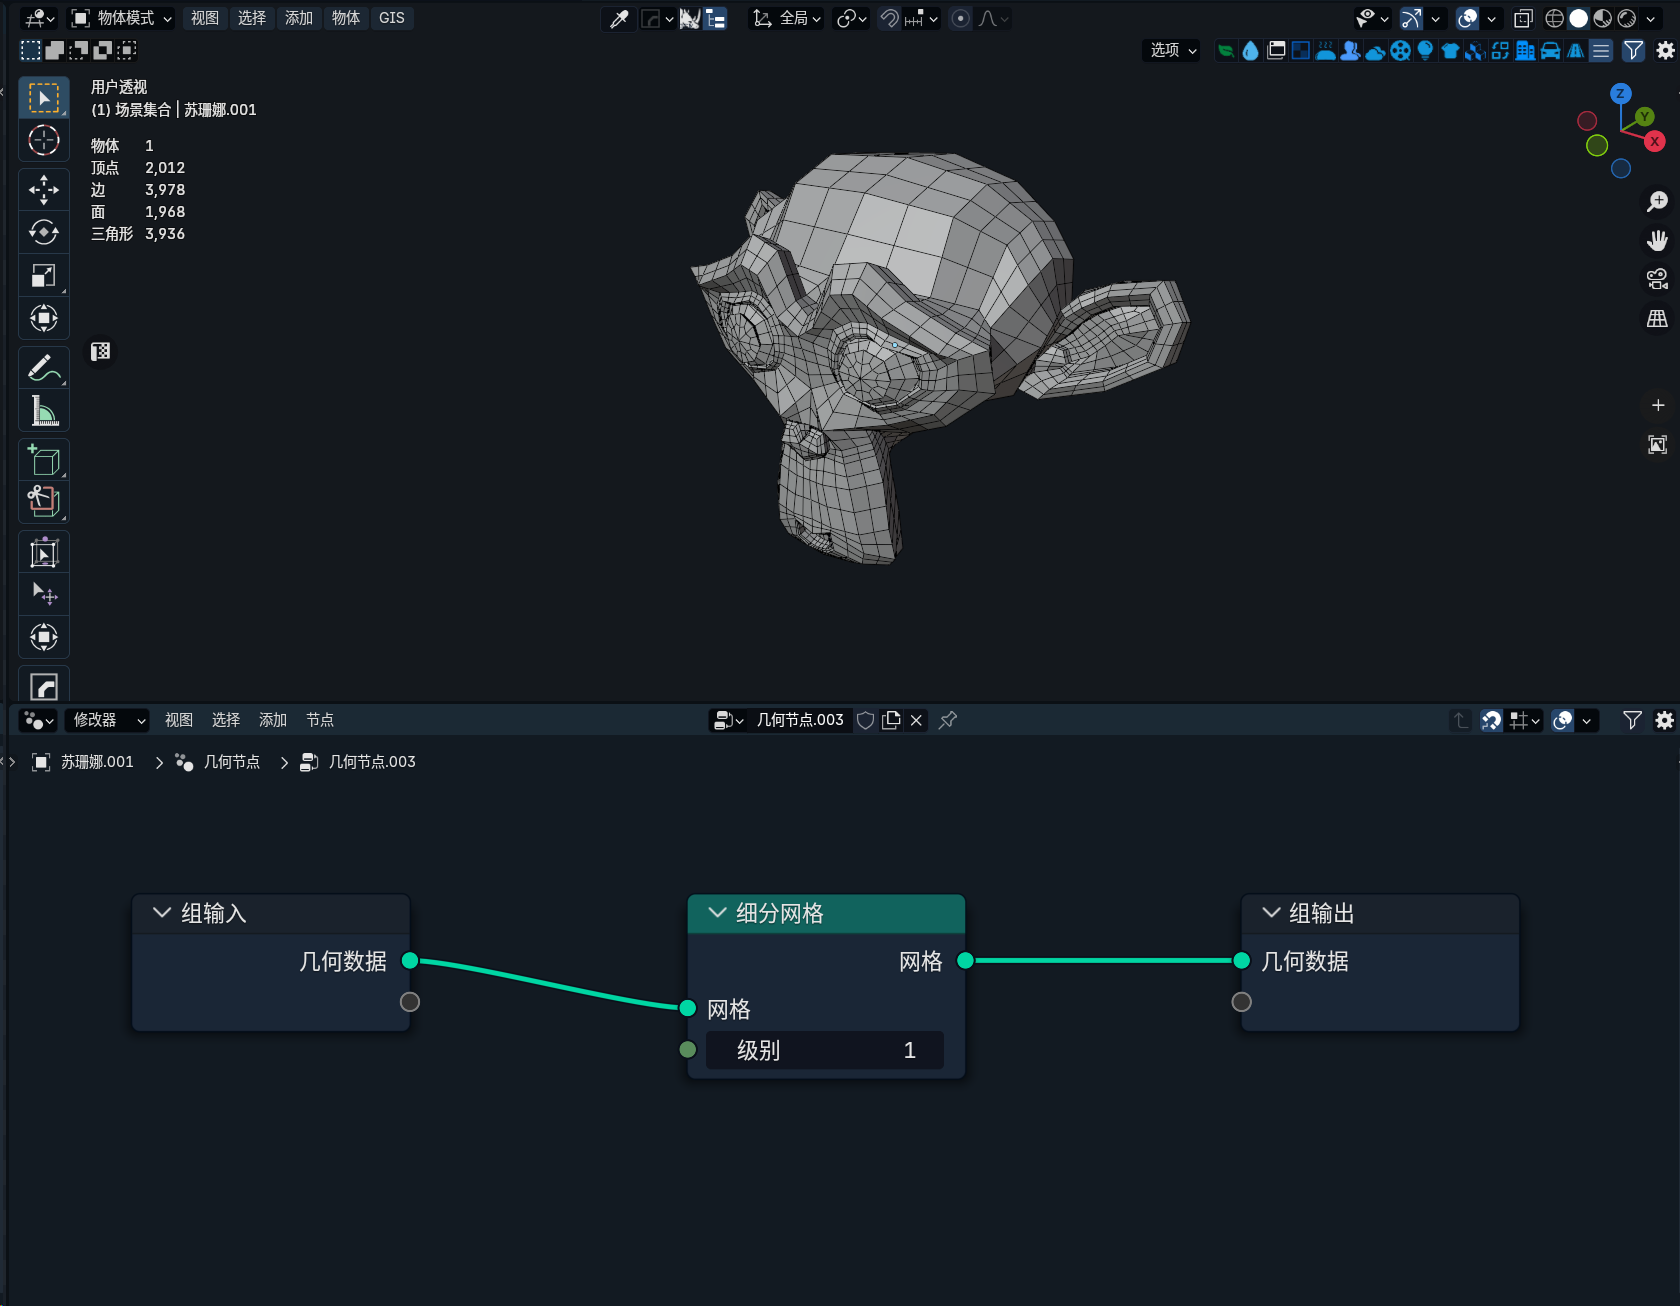 物体模式 视图 选择 添加 物体 GIS 全局
选项
用户透视
(1) 场景集合 | 苏珊娜.001
物体 1
顶点 2,012
边 3,978
面 1,968
三角形 3,936
Z
Y
X
修改器 视图 选择 添加 节点 几何节点.003
苏珊娜.001 几何节点 几何节点.003
组输入 细分网格 组输出
几何数据 网格 几何数据
网格
级别 1